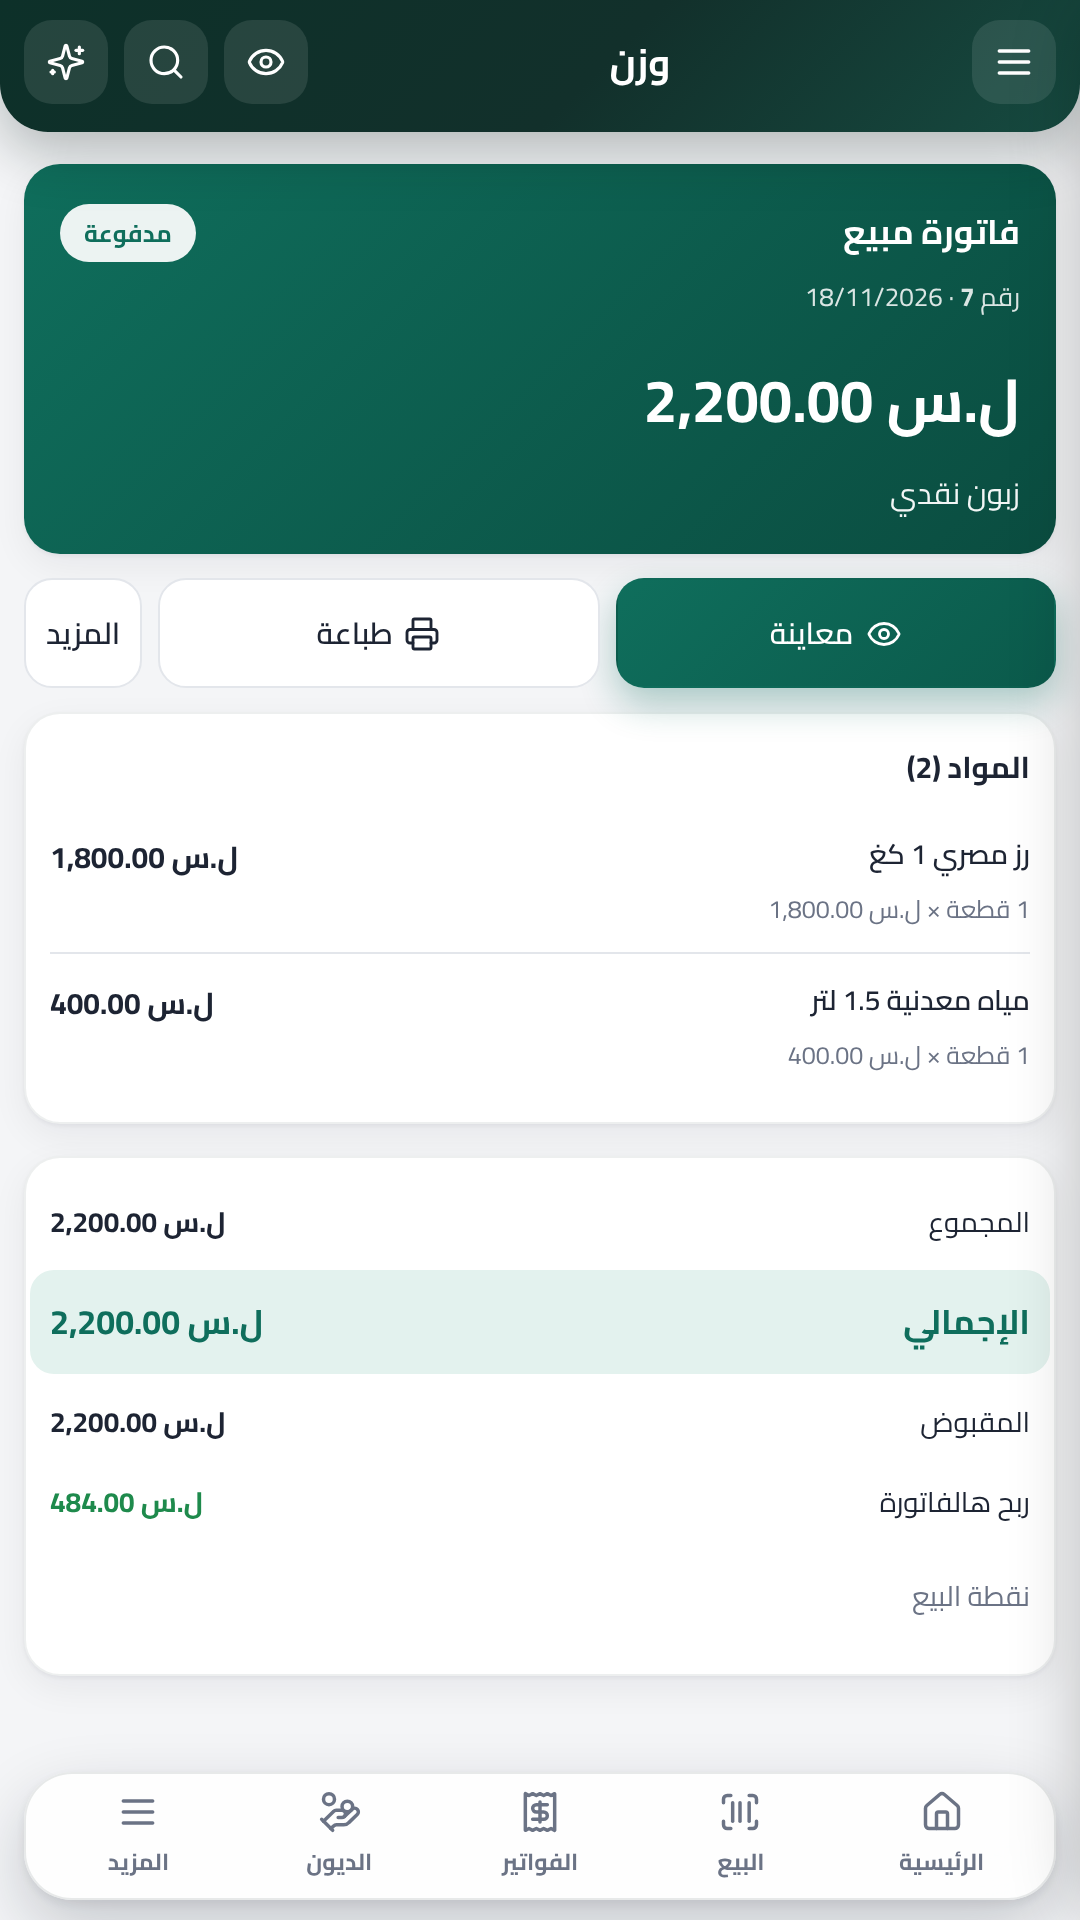 وزن
فاتورة مبيع
مدفوعة
رقم 7 · 18/11/2026
ل.س 2,200.00
زبون نقدي
معاينة
طباعة
المزيد
المواد (2)
رز مصري 1 كغ
ل.س 1,800.00
1 قطعة × ل.س 1,800.00
مياه معدنية 1.5 لتر
ل.س 400.00
1 قطعة × ل.س 400.00
المجموع
ل.س 2,200.00
الإجمالي
ل.س 2,200.00
المقبوض
ل.س 2,200.00
ربح هالفاتورة
ل.س 484.00
نقطة البيع
الرئيسية
البيع
الفواتير
الديون
المزيد